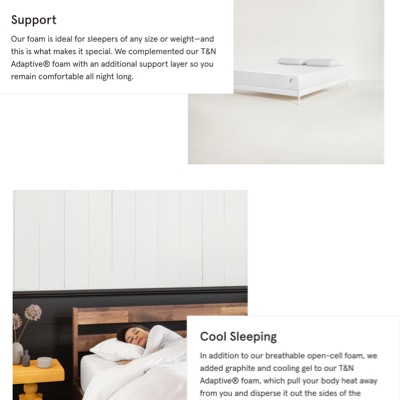 Support
Our foam is ideal for sleepers of any size or weight—and
this is what makes it special. We complemented our T&N
Adaptive® foam with an additional support layer so you
remain comfortable all night long.
Cool Sleeping
In addition to our breathable open-cell foam, we
added graphite and cooling gel to our T&N
Adaptive® foam, which pull your body heat away
from you and disperse it out the sides of the